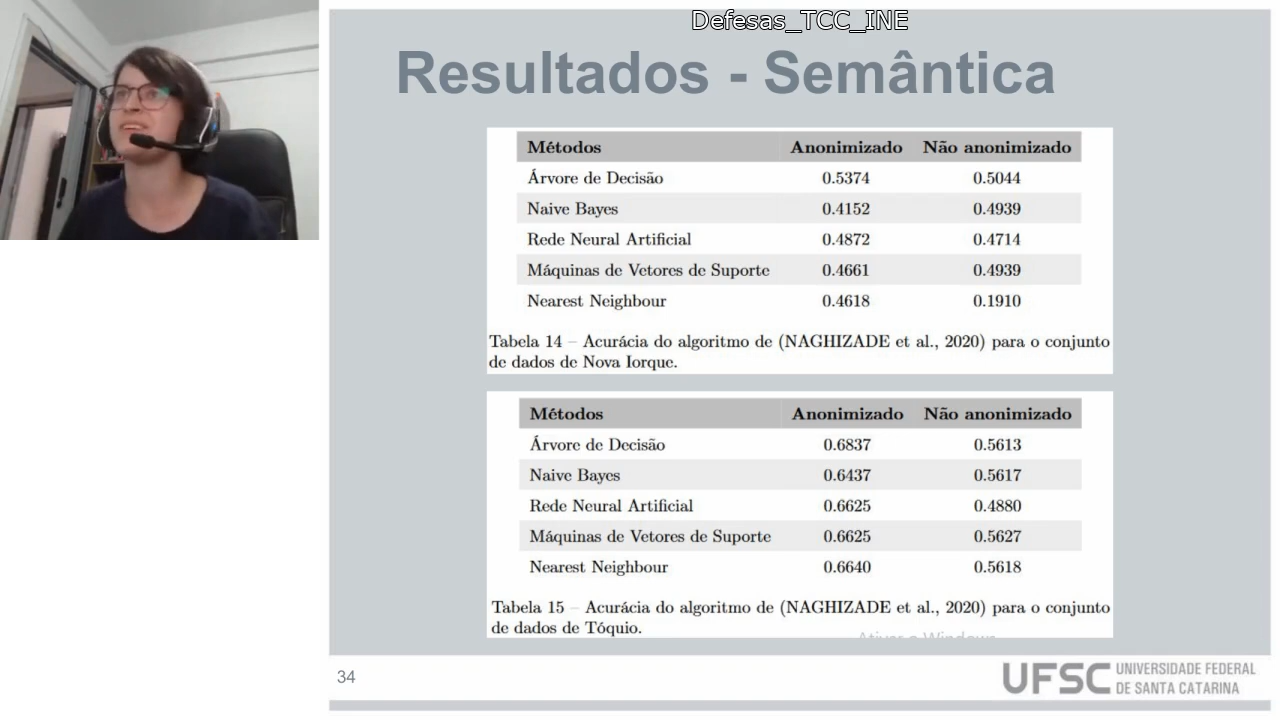 Defesas_TCC_INE
Resultados - Semântica
Métodos Anonimizado Não anonimizado
Árvore de Decisão 0.5374 0.5044
Naive Bayes 0.4152 0.4939
Rede Neural Artificial 0.4872 0.4714
Máquinas de Vetores de Suporte 0.4661 0.4939
Nearest Neighbour 0.4618 0.1910
Tabela 14 – Acurácia do algoritmo de (NAGHIZADE et al., 2020) para o conjunto
de dados de Nova Iorque.
Métodos Anonimizado Não anonimizado
Árvore de Decisão 0.6837 0.5613
Naive Bayes 0.6437 0.5617
Rede Neural Artificial 0.6625 0.4880
Máquinas de Vetores de Suporte 0.6625 0.5627
Nearest Neighbour 0.6640 0.5618
Tabela 15 – Acurácia do algoritmo de (NAGHIZADE et al., 2020) para o conjunto
de dados de Tóquio.
Ativar o Windows
34
UFSC UNIVERSIDADE FEDERAL
DE SANTA CATARINA